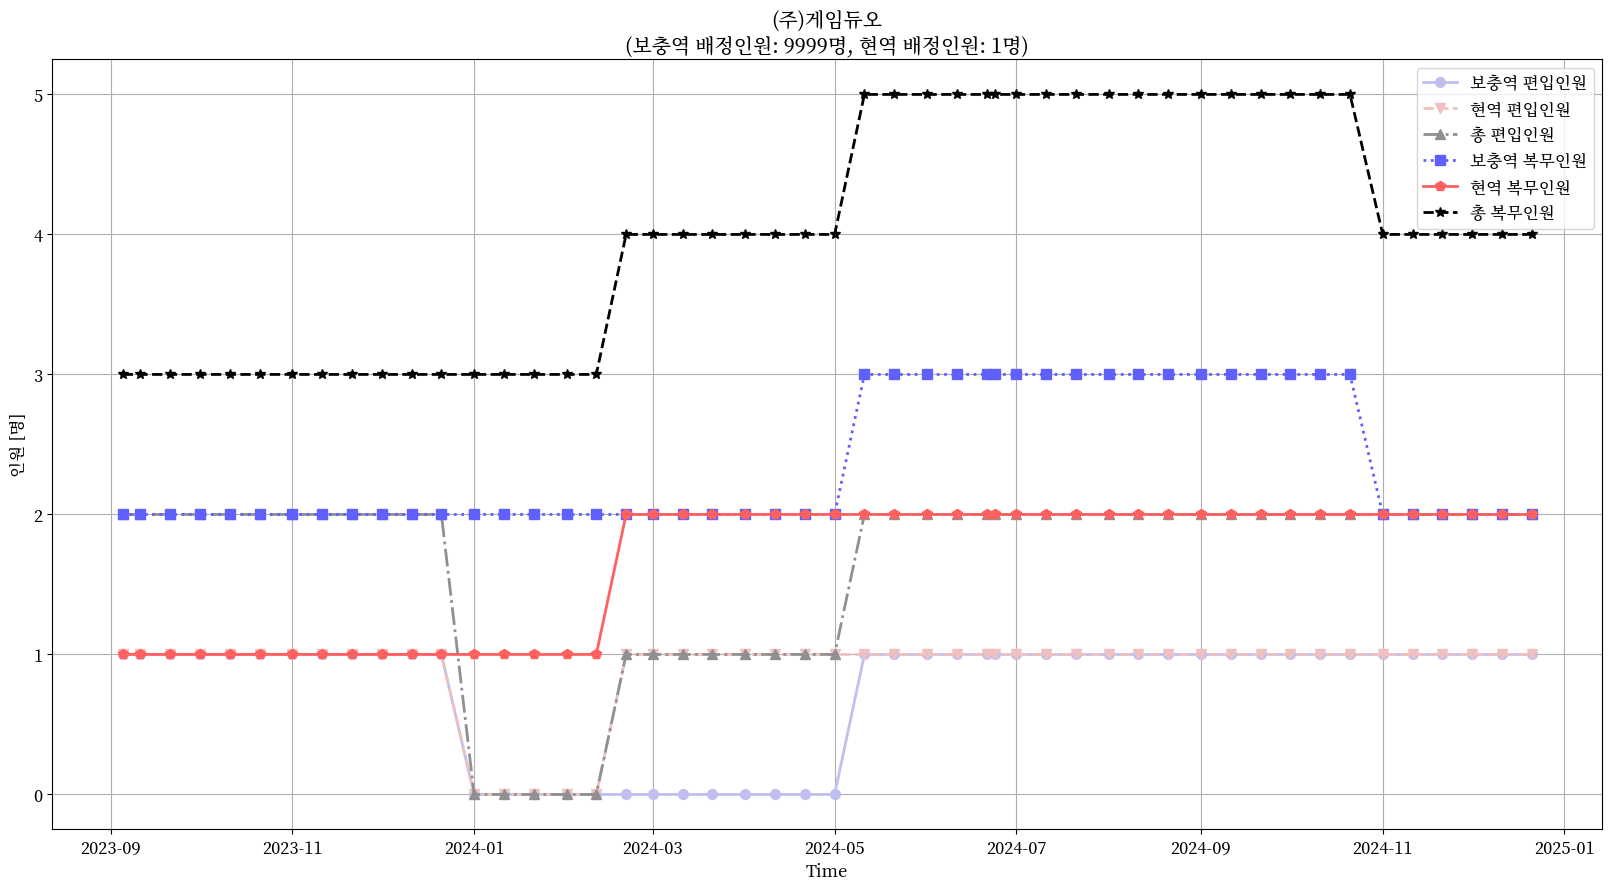 (주)게임듀오
(보충역 배정인원: 9999명, 현역 배정인원: 1명)
보충역 편입인원
현역 편입인원
총 편입인원
보충역 복무인원
현역 복무인원
총 복무인원
인원 [명]
5
4
3
2
1
0
2023-09
2023-11
2024-01
2024-03
2024-05
2024-07
2024-09
2024-11
2025-01
Time